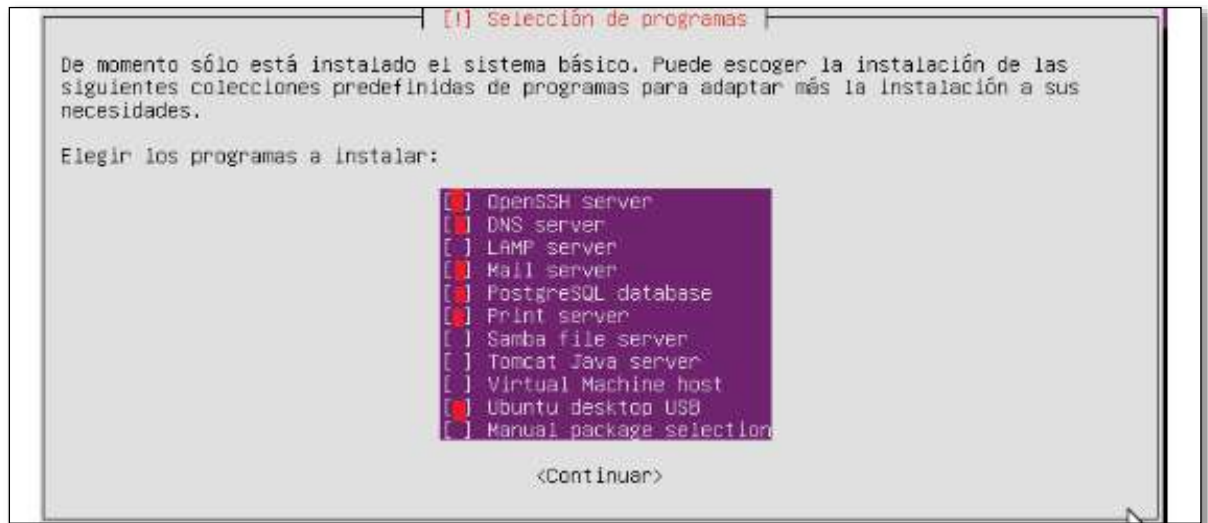 [!] Selección de programas
De momento sólo está instalado el sistema básico. Puede escoger la instalación de las
siguientes colecciones predefinidas de programas para adaptar más la instalación a sus
necesidades.
Elegir los programas a instalar:
[ ] OpenSSH server
[ ] DNS server
[ ] LAMP server
[ ] Mail server
[ ] PostgreSQL database
[ ] Print server
[ ] Samba file server
[ ] Tomcat Java server
[ ] Virtual Machine host
[ ] Ubuntu desktop USB
[ ] Manual package selection
<Continuar>